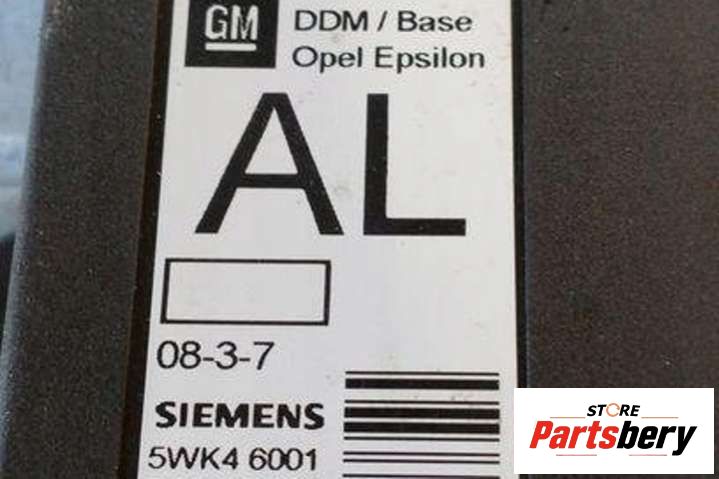 GM
DDM / Base
Opel Epsilon
AL
08-3-7
SIEMENS
5WK4 6001
STORE
Partsbery